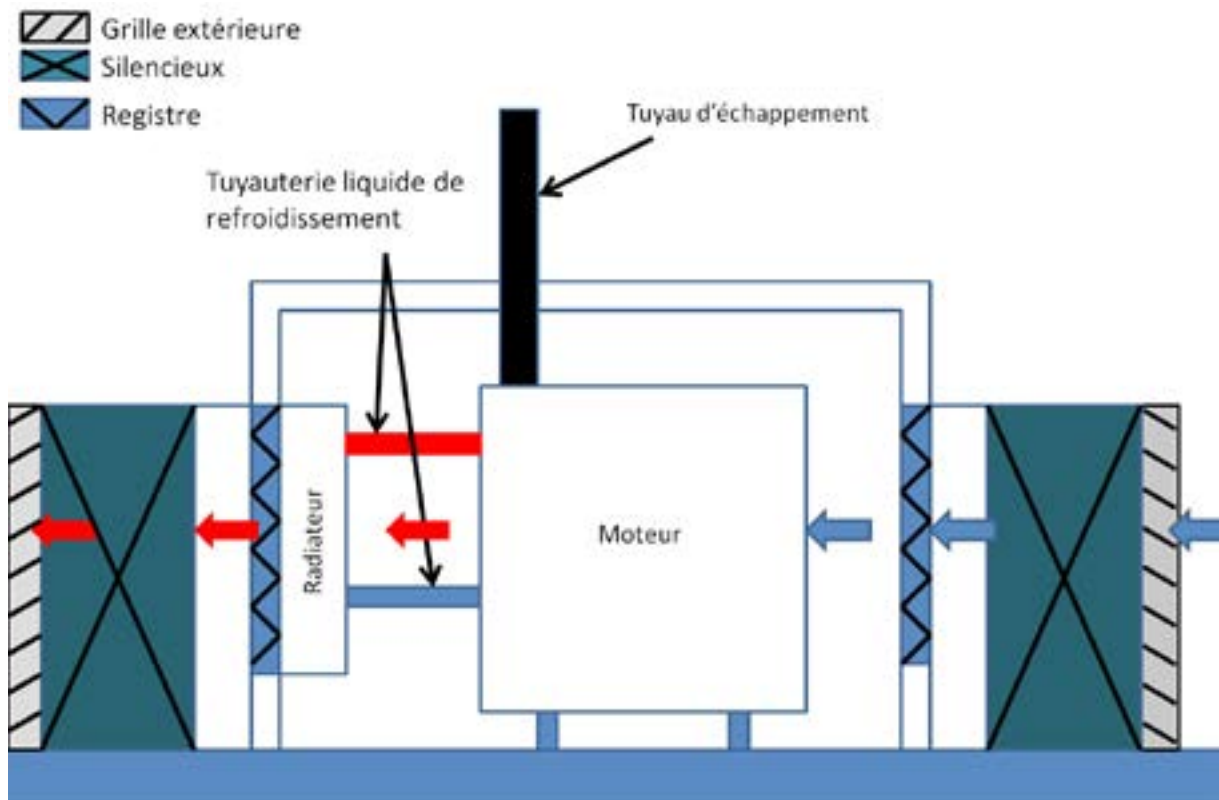 Grille extérieure
Silencieux
Registre
Tuyau d'échappement
Tuyauterie liquide de
refroidissement
Radiateur
Moteur